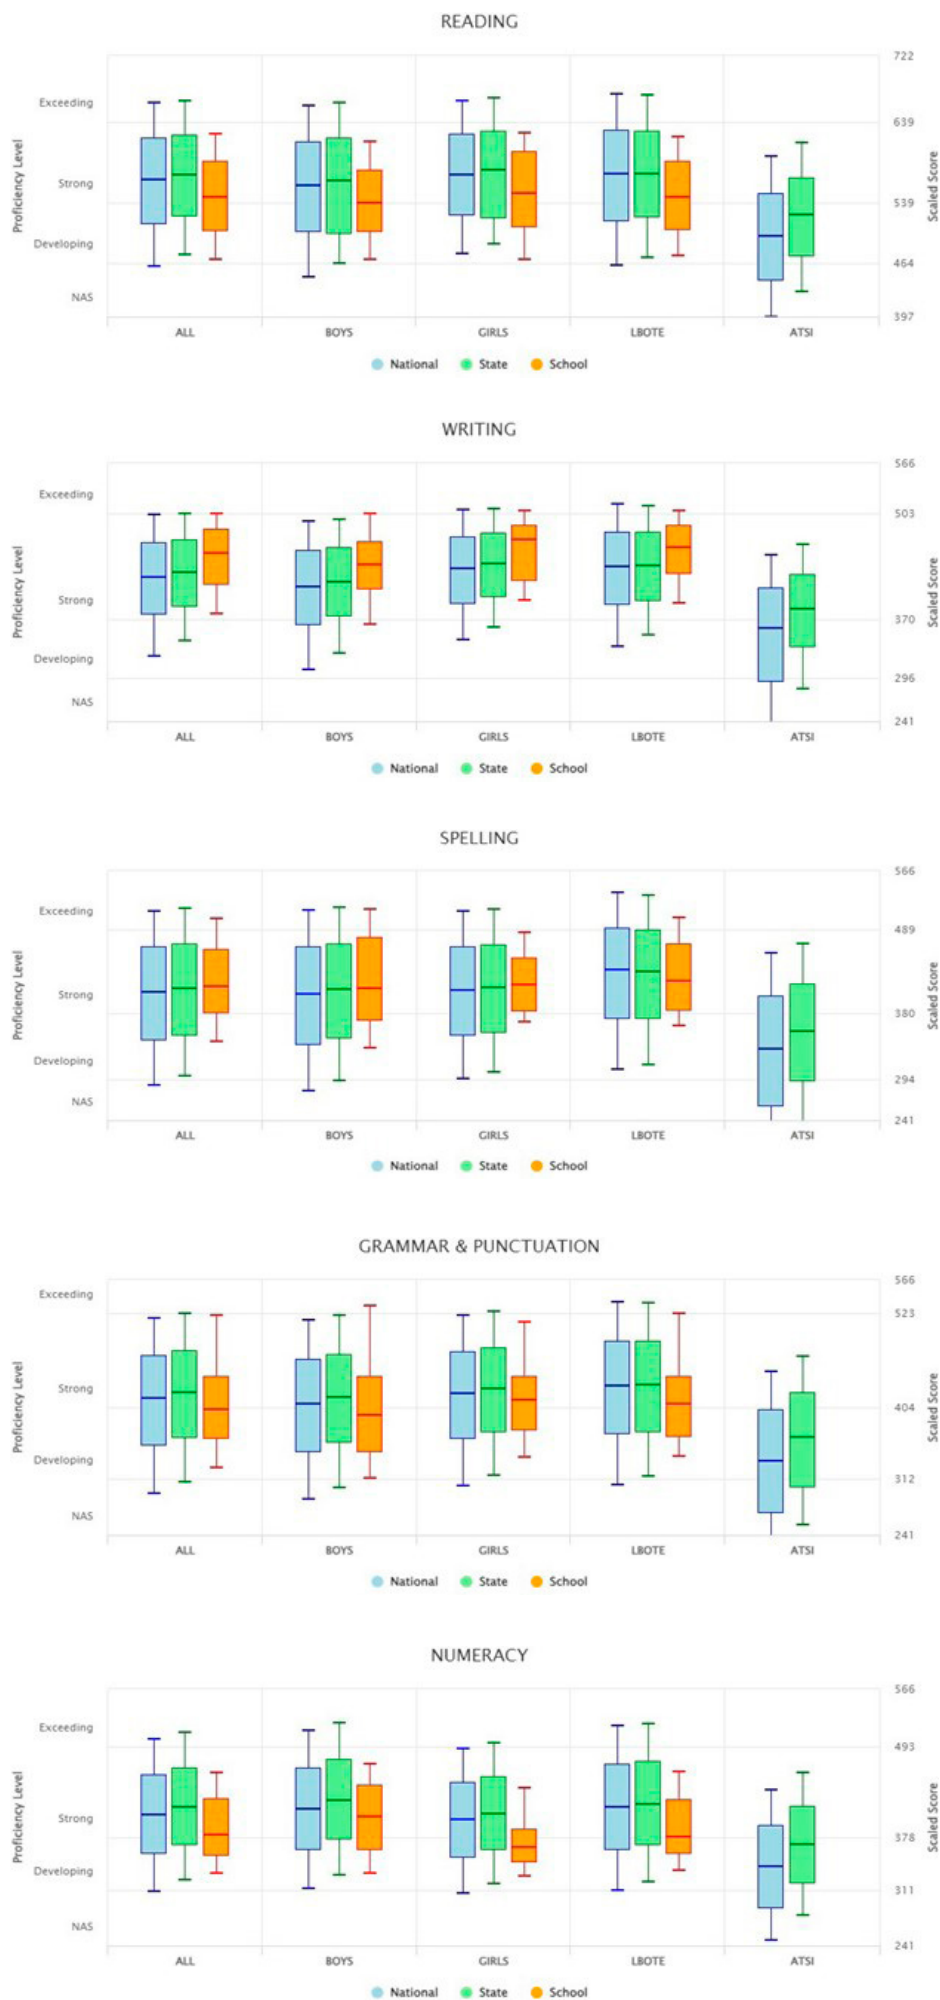 READING
722
Exceeding
639
Strong
539
Developing
464
NAS
397
Proficiency Level
Scaled Score
ALL BOYS GIRLS LBOTE ATSI
National State School
WRITING
566
Exceeding
503
Strong
370
Developing
296
NAS
241
Proficiency Level
Scaled Score
ALL BOYS GIRLS LBOTE ATSI
National State School
SPELLING
566
Exceeding
489
Strong
380
Developing
294
NAS
241
Proficiency Level
Scaled Score
ALL BOYS GIRLS LBOTE ATSI
National State School
GRAMMAR & PUNCTUATION
566
Exceeding
523
Strong
404
Developing
312
NAS
241
Proficiency Level
Scaled Score
ALL BOYS GIRLS LBOTE ATSI
National State School
NUMERACY
566
Exceeding
493
Strong
378
Developing
311
NAS
241
Proficiency Level
Scaled Score
ALL BOYS GIRLS LBOTE ATSI
National State School